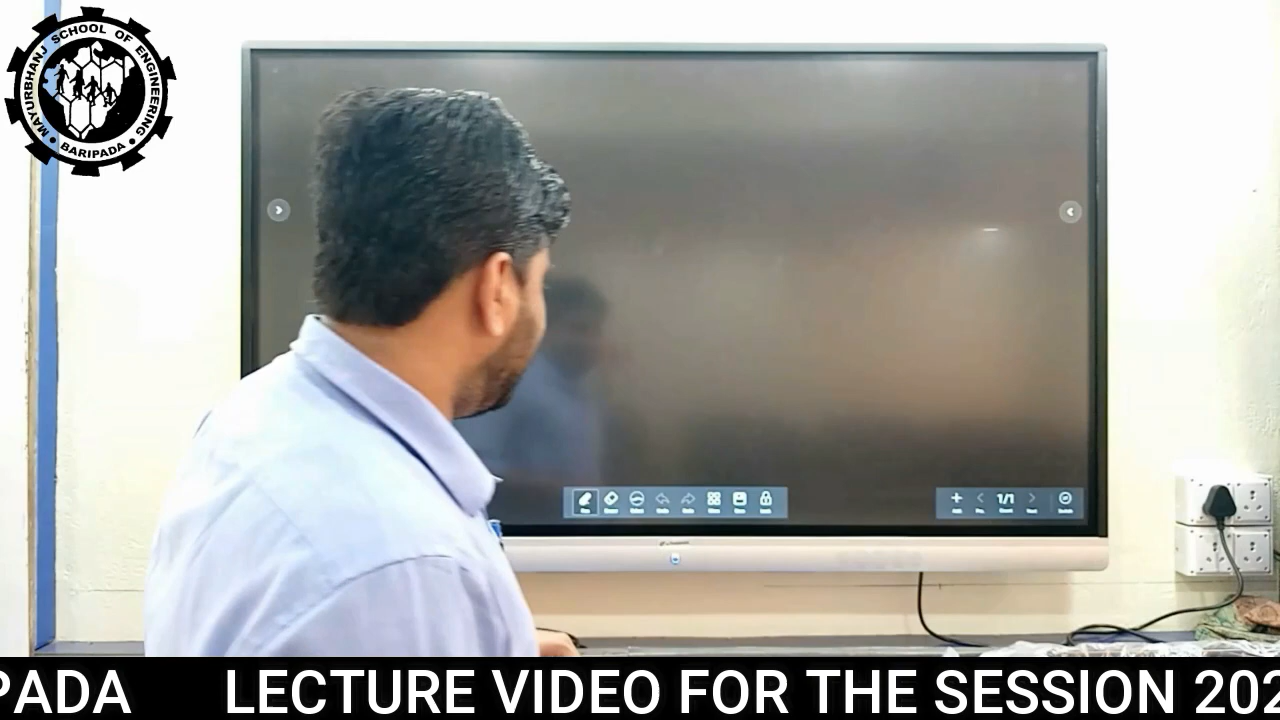 MAYURBHANJ SCHOOL OF ENGINEERING
BARIPADA
1/1
PADA LECTURE VIDEO FOR THE SESSION 202